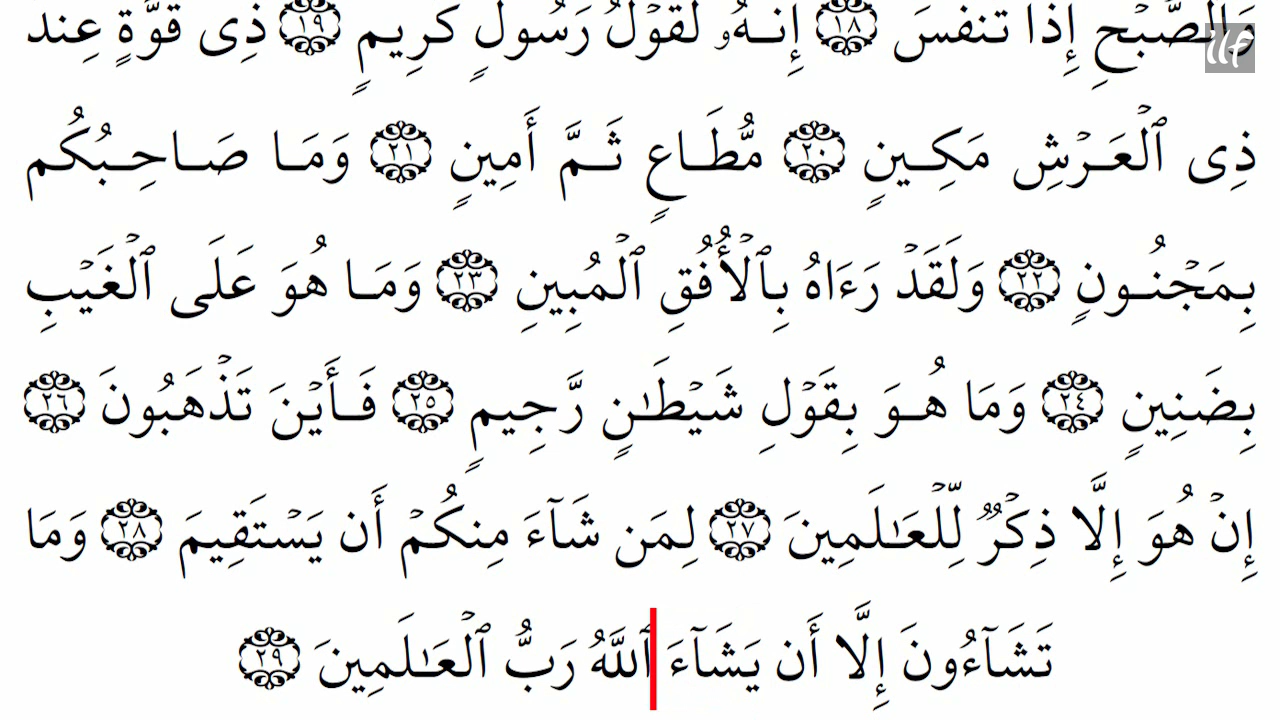 وَٱلصُّبۡحِ إِذَا تَنَفَّسَ ١٨ إِنَّهُۥ لَقَوۡلُ رَسُولٍ كَرِيمٍ ١٩ ذِى قُوَّةٍ عِندَ
ذِى ٱلۡعَرۡشِ مَكِينٍ ٢٠ مُّطَاعٍ ثَمَّ أَمِينٍ ٢١ وَمَا صَاحِبُكُم
بِمَجۡنُونٍ ٢٢ وَلَقَدۡ رَءَاهُ بِٱلۡأُفُقِ ٱلۡمُبِينِ ٢٣ وَمَا هُوَ عَلَى ٱلۡغَيۡبِ
بِضَنِينٍ ٢٤ وَمَا هُوَ بِقَوۡلِ شَيۡطَـٰنٍ رَّجِيمٍ ٢٥ فَأَيۡنَ تَذۡهَبُونَ ٢٦
إِنۡ هُوَ إِلَّا ذِكۡرٌ لِّلۡعَـٰلَمِينَ ٢٧ لِمَن شَآءَ مِنكُمۡ أَن يَسۡتَقِيمَ ٢٨ وَمَا
تَشَآءُونَ إِلَّا أَن يَشَآءَ ٱللَّهُ رَبُّ ٱلۡعَـٰلَمِينَ ٢٩